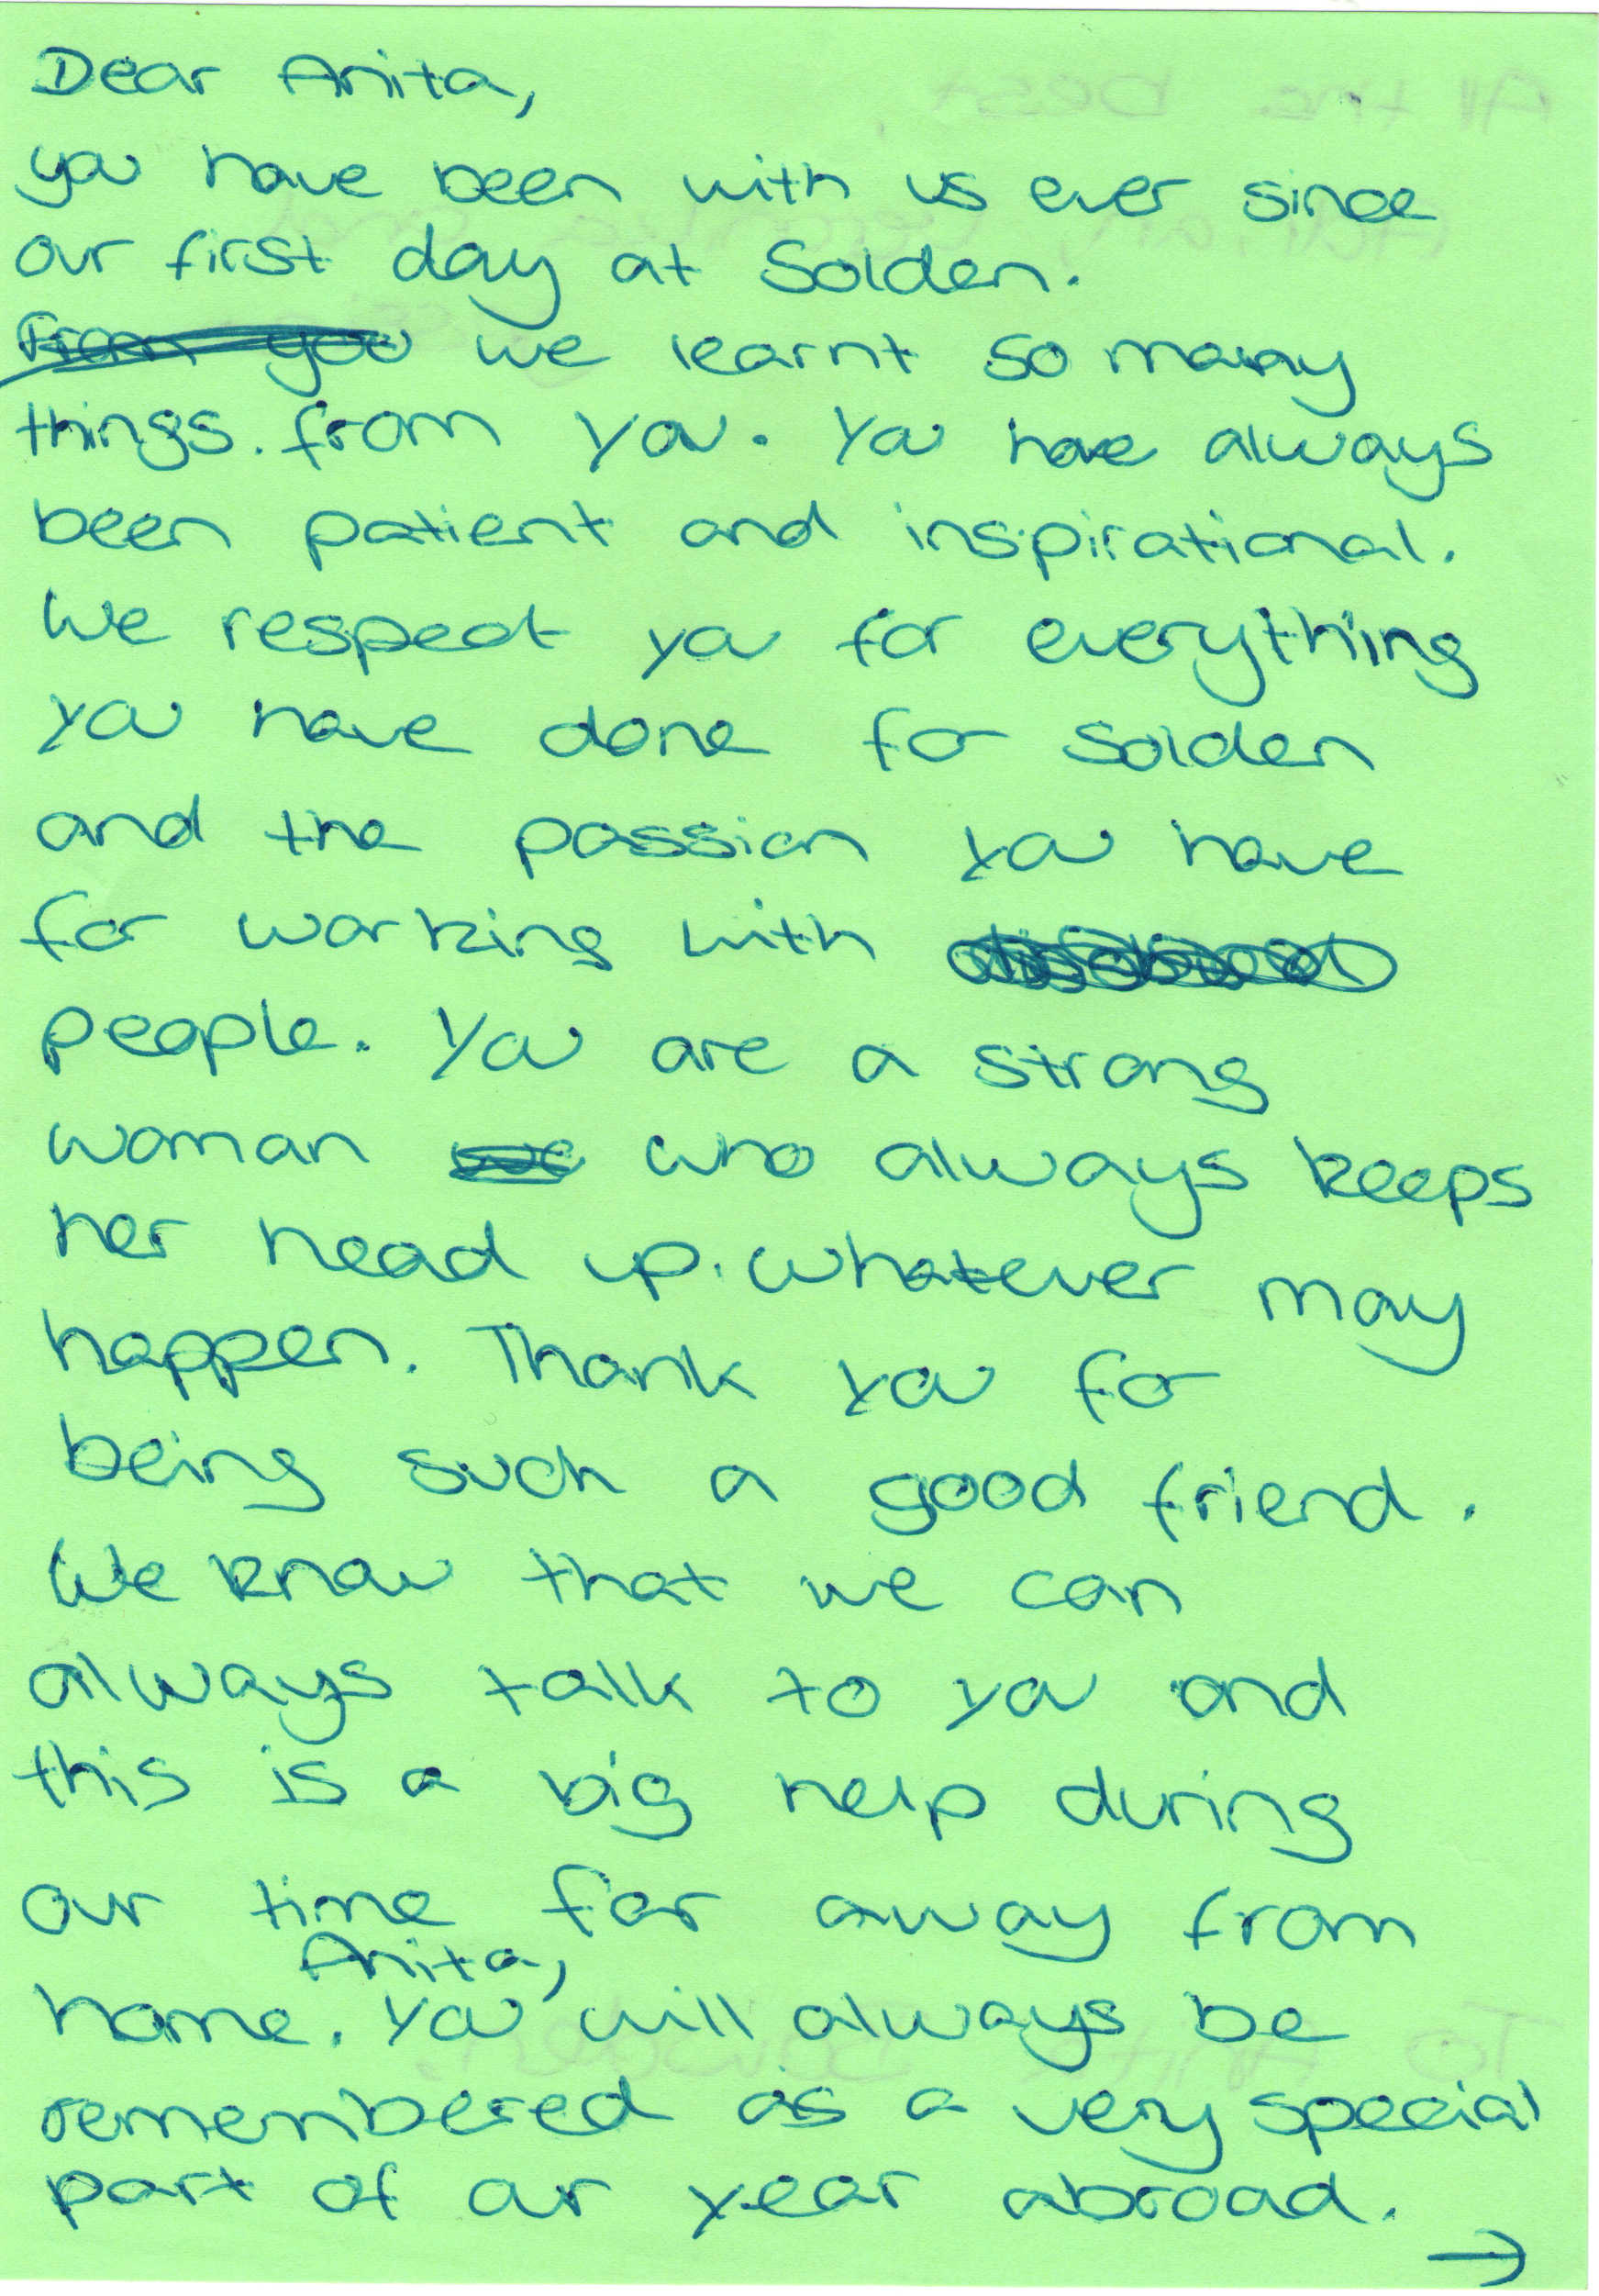 Dear Anita,
you have been with us ever since
our first day at Solden.
From you we learnt so many
things. from you. You have always
been patient and inspirational.
We respect you for everything
you have done for Solden
and the passion you have
for working with
people. You are a strong
woman who always keeps
her head up. whatever may
happen. Thank you for
being such a good friend.
We know that we can
always talk to you and
this is a big help during
our time far away from
Anita,
home. You will always be
remembered as a very special
part of our year abroad.
→